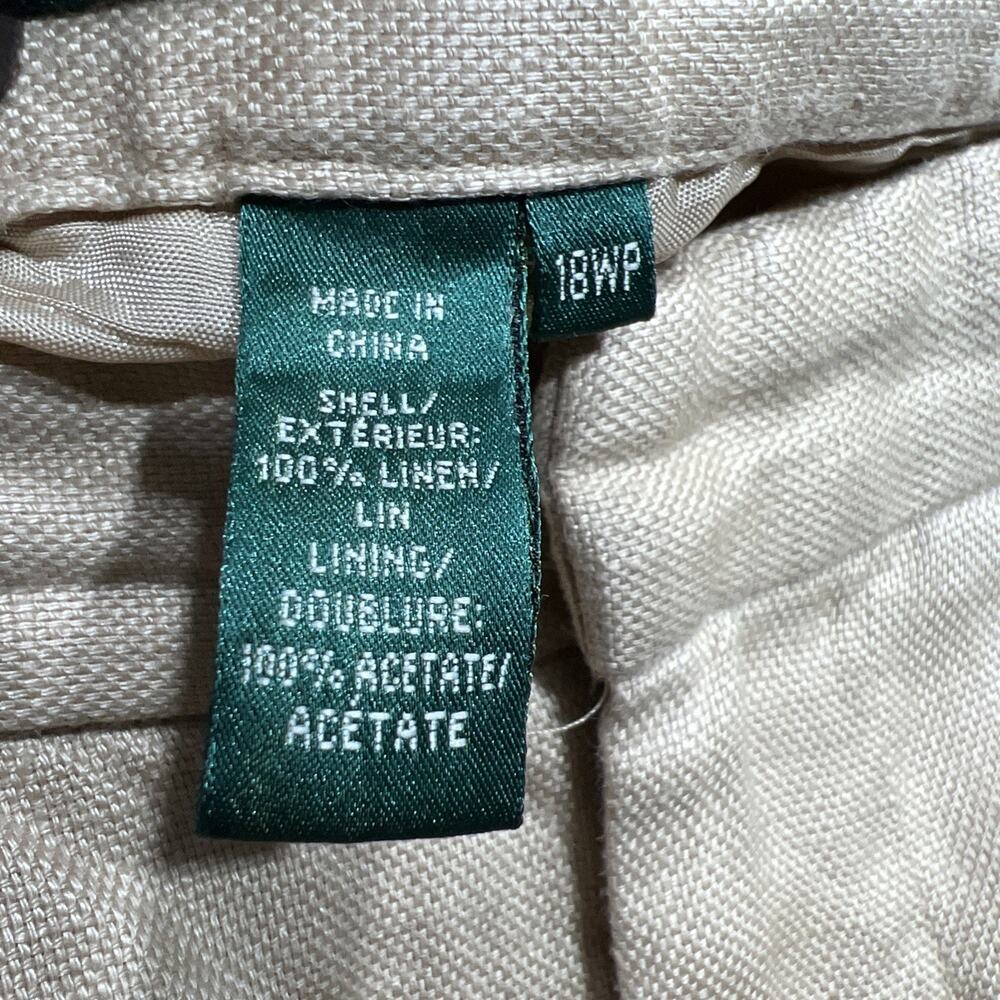 MADE IN
CHINA
SHELL/
EXTÉRIEUR:
100% LINEN/
LIN
LINING/
DOUBLURE:
100% ACETATE/
ACÉTATE
18WP